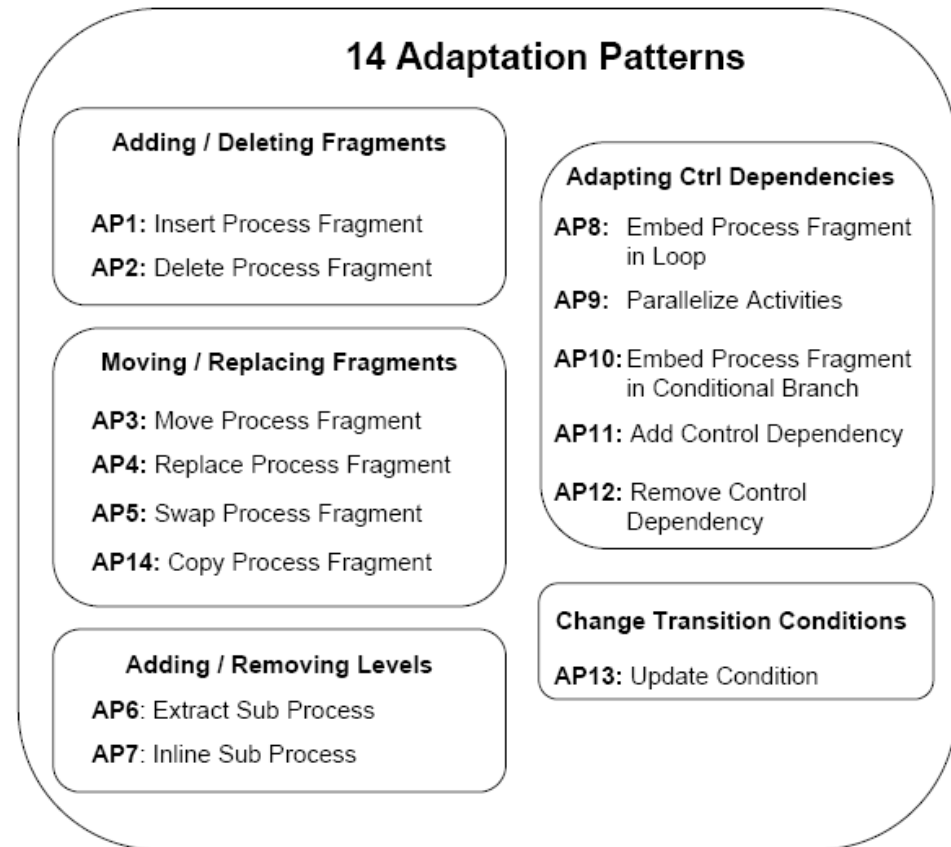 14 Adaptation Patterns
Adding / Deleting Fragments
AP1: Insert Process Fragment
AP2: Delete Process Fragment
Moving / Replacing Fragments
AP3: Move Process Fragment
AP4: Replace Process Fragment
AP5: Swap Process Fragment
AP14: Copy Process Fragment
Adding / Removing Levels
AP6: Extract Sub Process
AP7: Inline Sub Process
Adapting Ctrl Dependencies
AP8: Embed Process Fragment
in Loop
AP9: Parallelize Activities
AP10: Embed Process Fragment
in Conditional Branch
AP11: Add Control Dependency
AP12: Remove Control
Dependency
Change Transition Conditions
AP13: Update Condition